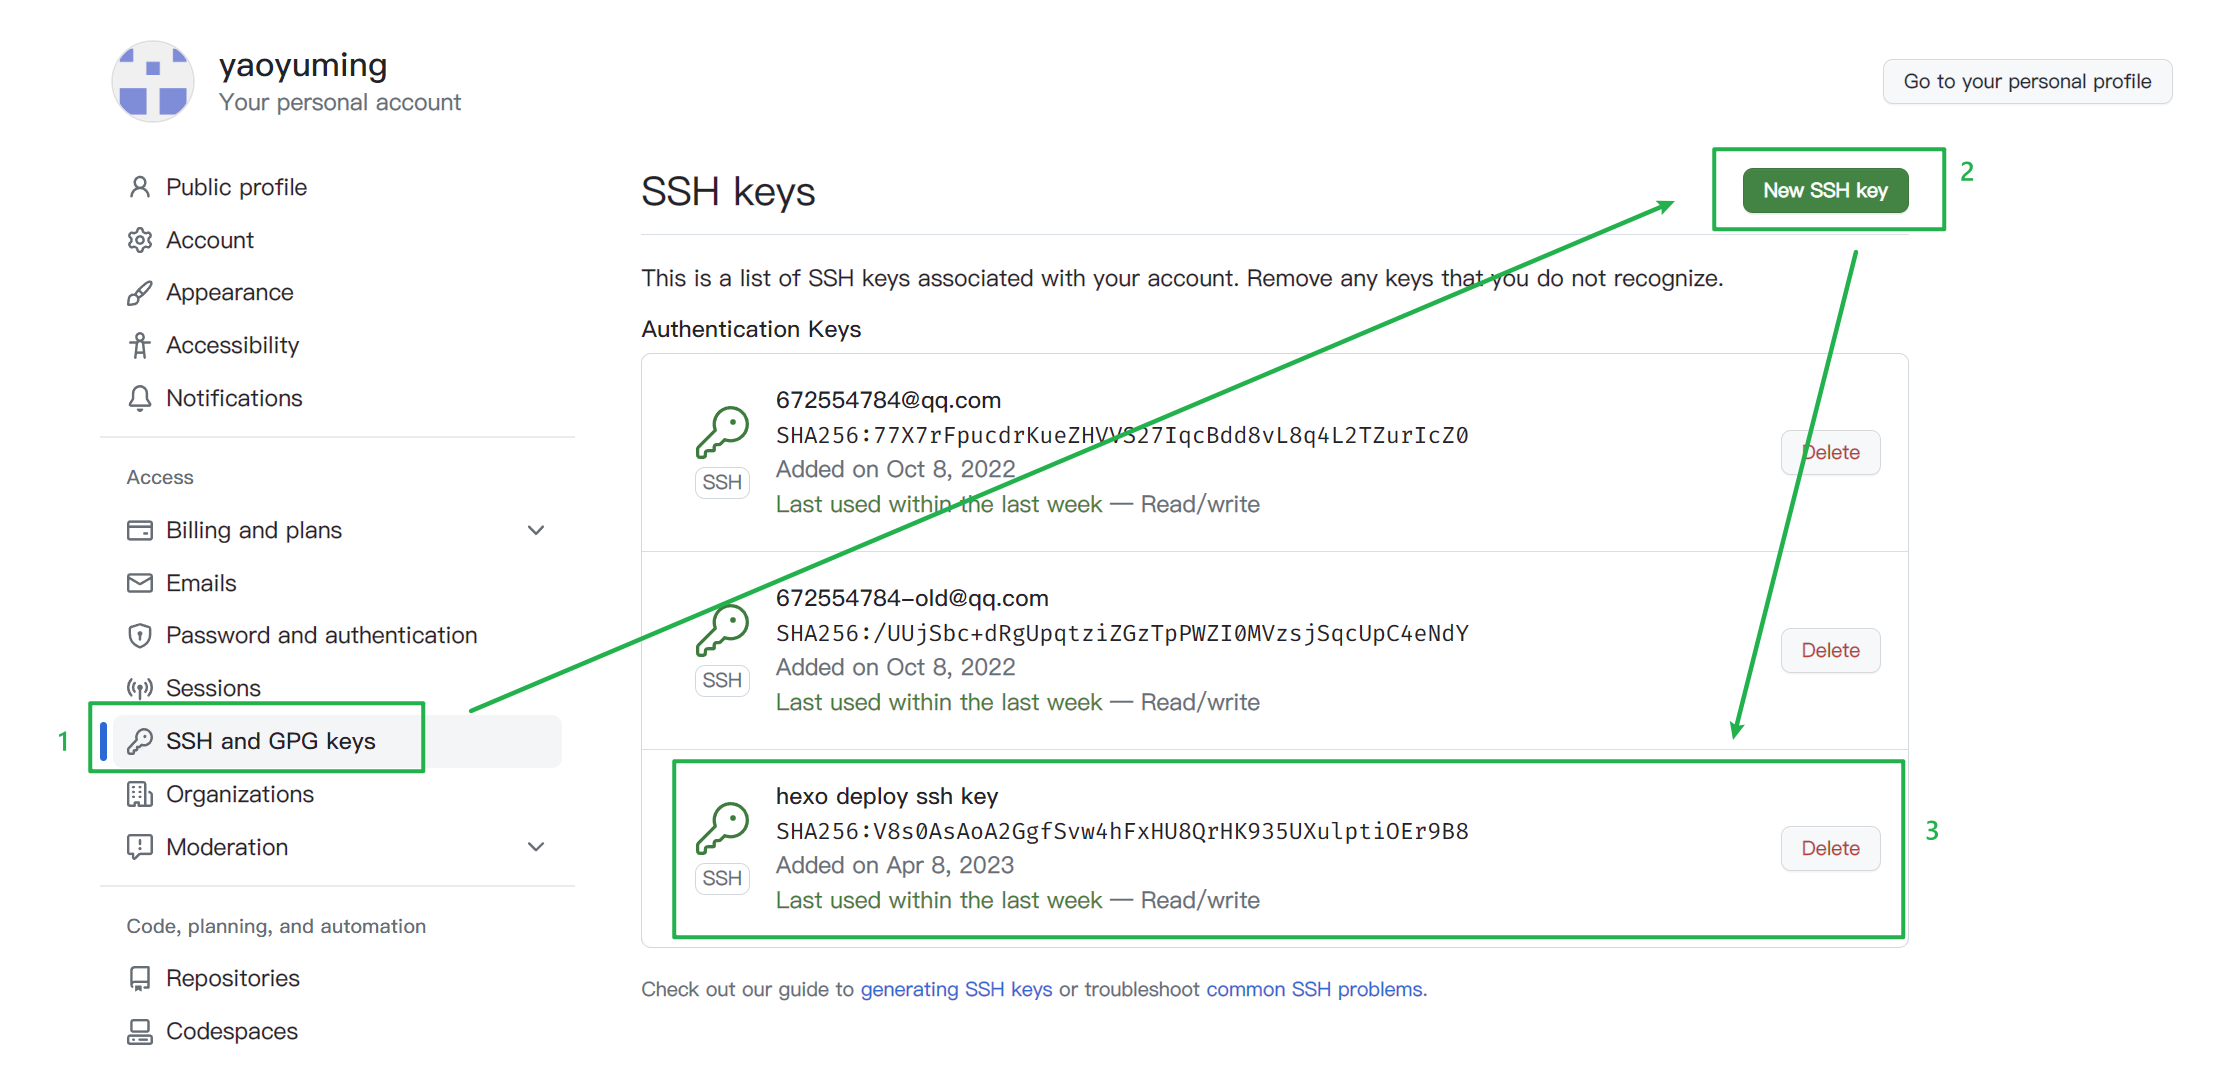 yaoyuming
Your personal account
Go to your personal profile
Public profile
Account
Appearance
Accessibility
Notifications
Access
Billing and plans
Emails
Password and authentication
Sessions
1
SSH and GPG keys
Organizations
Moderation
Code, planning, and automation
Repositories
Codespaces
SSH keys
New SSH key
2
This is a list of SSH keys associated with your account. Remove any keys that you do not recognize.
Authentication Keys
672554784@qq.com
SHA256:77X7rFpucdrKueZHVVS27IqcBdd8vL8q4L2TZurIcZ0
Added on Oct 8, 2022
Last used within the last week — Read/write
SSH
Delete
672554784-old@qq.com
SHA256:/UUjSbc+dRgUpqtziZGzTpPWZI0MVzsjSqcUpC4eNdY
Added on Oct 8, 2022
Last used within the last week — Read/write
SSH
Delete
hexo deploy ssh key
SHA256:V8s0AsAoA2GgfSvw4hFxHU8QrHK935UXulptiOEr9B8
Added on Apr 8, 2023
Last used within the last week — Read/write
SSH
Delete
3
Check out our guide to generating SSH keys or troubleshoot common SSH problems.